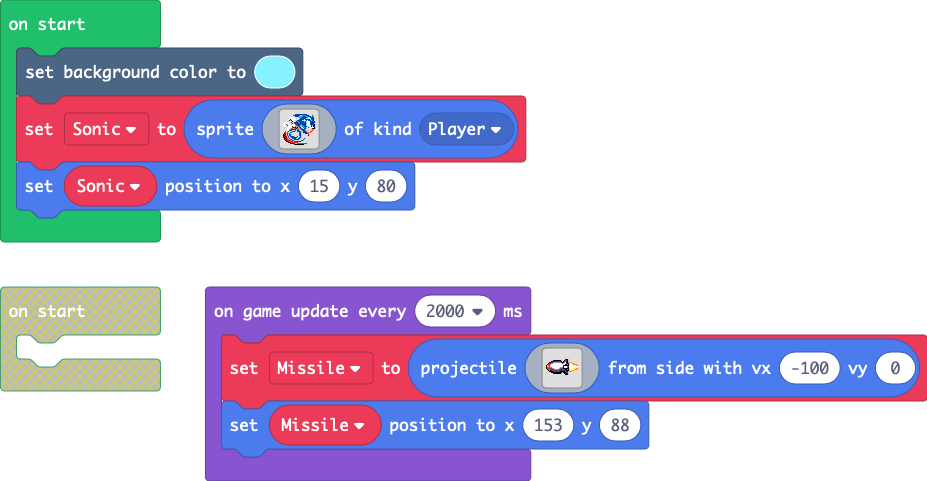 on start
set background color to
set Sonic to sprite of kind Player
set Sonic position to x 15 y 80
on start
on game update every 2000 ms
set Missile to projectile from side with vx -100 vy 0
set Missile position to x 153 y 88